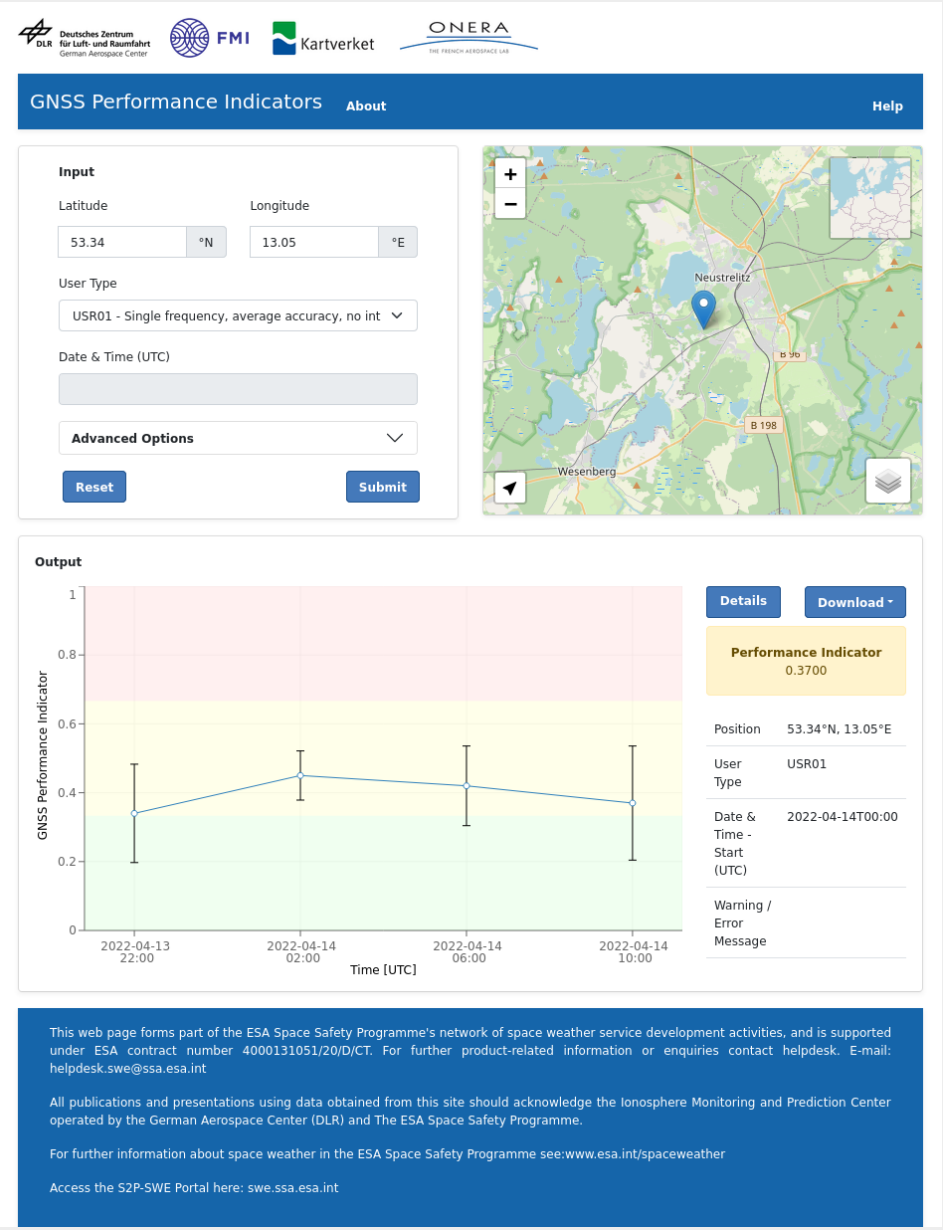 DLR
Deutsches Zentrum
für Luft- und Raumfahrt
German Aerospace Center
FMI
Kartverket
ONERA
THE FRENCH AEROSPACE LAB
GNSS Performance Indicators About Help
Input
Latitude Longitude
53.34 °N 13.05 °E
User Type
USR01 - Single frequency, average accuracy, no int
Date & Time (UTC)
Advanced Options
Reset Submit
+
−
Neustrelitz
B 96
B 198
Wesenberg
Output
GNSS Performance Indicator
1
0.8
0.6
0.4
0.2
0
2022-04-13 2022-04-14 2022-04-14 2022-04-14
22:00 02:00 06:00 10:00
Time [UTC]
Details Download
Performance Indicator
0.3700
Position 53.34°N, 13.05°E
User USR01
Type
Date & 2022-04-14T00:00
Time -
Start
(UTC)
Warning /
Error
Message
This web page forms part of the ESA Space Safety Programme's network of space weather service development activities, and is supported
under ESA contract number 4000131051/20/D/CT. For further product-related information or enquiries contact helpdesk. E-mail:
helpdesk.swe@ssa.esa.int
All publications and presentations using data obtained from this site should acknowledge the Ionosphere Monitoring and Prediction Center
operated by the German Aerospace Center (DLR) and The ESA Space Safety Programme.
For further information about space weather in the ESA Space Safety Programme see:www.esa.int/spaceweather
Access the S2P-SWE Portal here: swe.ssa.esa.int